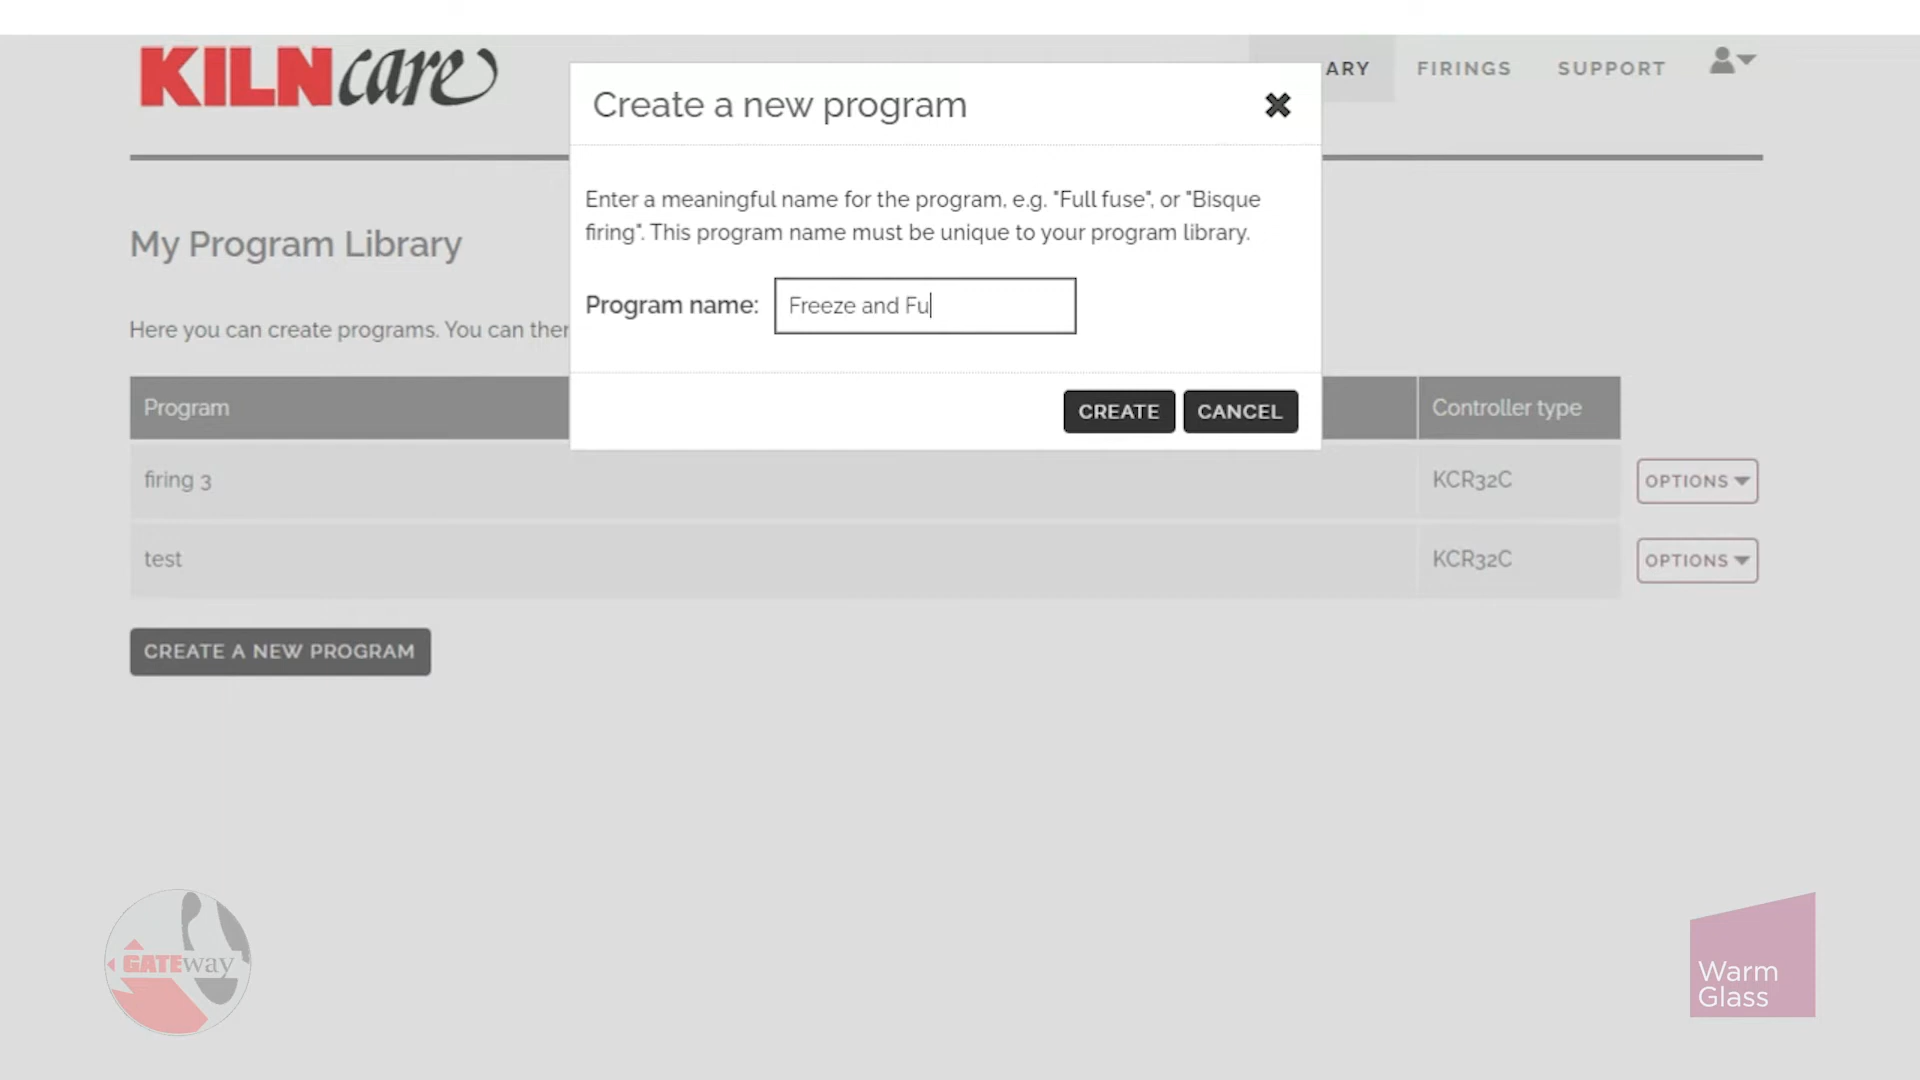 KILNcare
ARY
FIRINGS
SUPPORT
Create a new program
Enter a meaningful name for the program, e.g. "Full fuse", or "Bisque
firing". This program name must be unique to your program library.
Program name: Freeze and Fu
CREATE
CANCEL
My Program Library
Here you can create programs. You can ther
Program
Controller type
firing 3
KCR32C
OPTIONS
test
KCR32C
OPTIONS
CREATE A NEW PROGRAM
GATEway
Warm
Glass